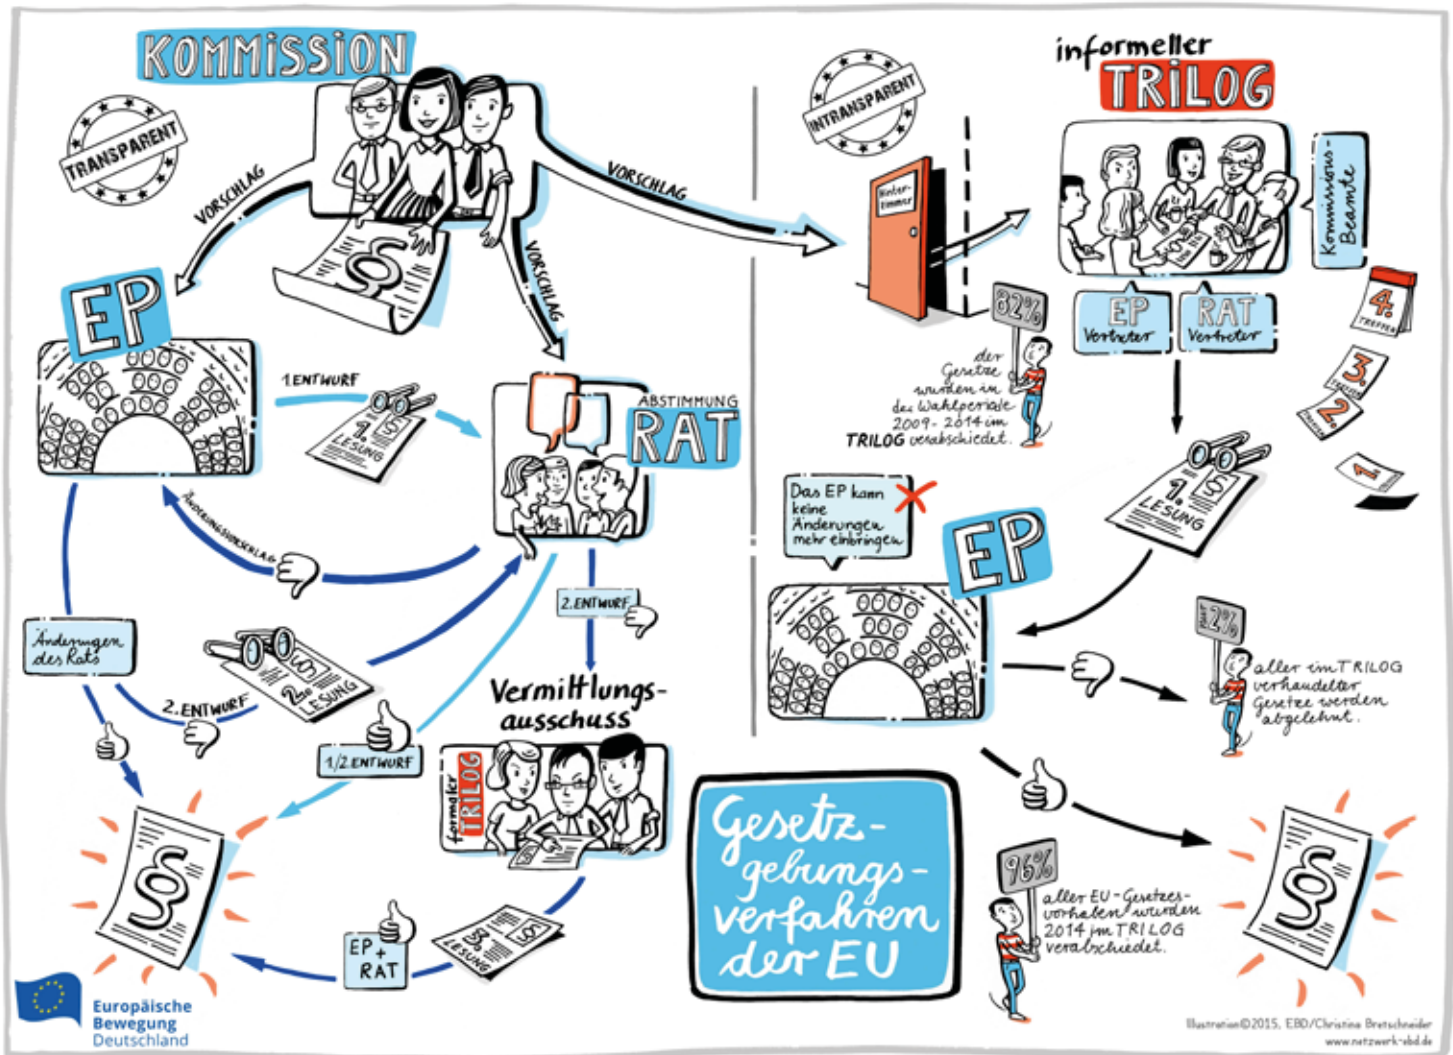 KOMMISSION
TRANSPARENT
VORSCHLAG
VORSCHLAG
VORSCHLAG
§
EP
1.ENTWURF
1. §
LESUNG
ABSTIMMUNG
RAT
ÄNDERUNGSVORSCHLAG
Änderungen
des Rats
2.ENTWURF
2. §
LESUNG
2.ENTWURF
1/2.ENTWURF
Vermittlungs-
ausschuss
formaler
TRILOG
3. §
LESUNG
EP +
RAT
§
Europäische
Bewegung
Deutschland
INTRANSPARENT
informeller
TRILOG
Hinter-
zimmer
Kommissions-
Beamte
EP
Vertreter
RAT
Vertreter
82%
der
Gesetze
wurden in
der Wahlperiode
2009-2014 im
TRILOG verabschiedet.
4.
TREFFEN
3.
TREFFEN
2.
TREFFEN
1.
1. §
LESUNG
Das EP kann
keine
Änderungen
mehr einbringen
EP
NUR
2%
aller im TRILOG
verhandelter
Gesetze werden
abgelehnt.
96%
aller EU-Gesetzes-
vorhaben wurden
2014 im TRILOG
verabschiedet.
§
Gesetz-
gebungs-
verfahren
der EU
Illustration©2015, EBD/Christina Bretschneider
www.netzwerk-ebd.de